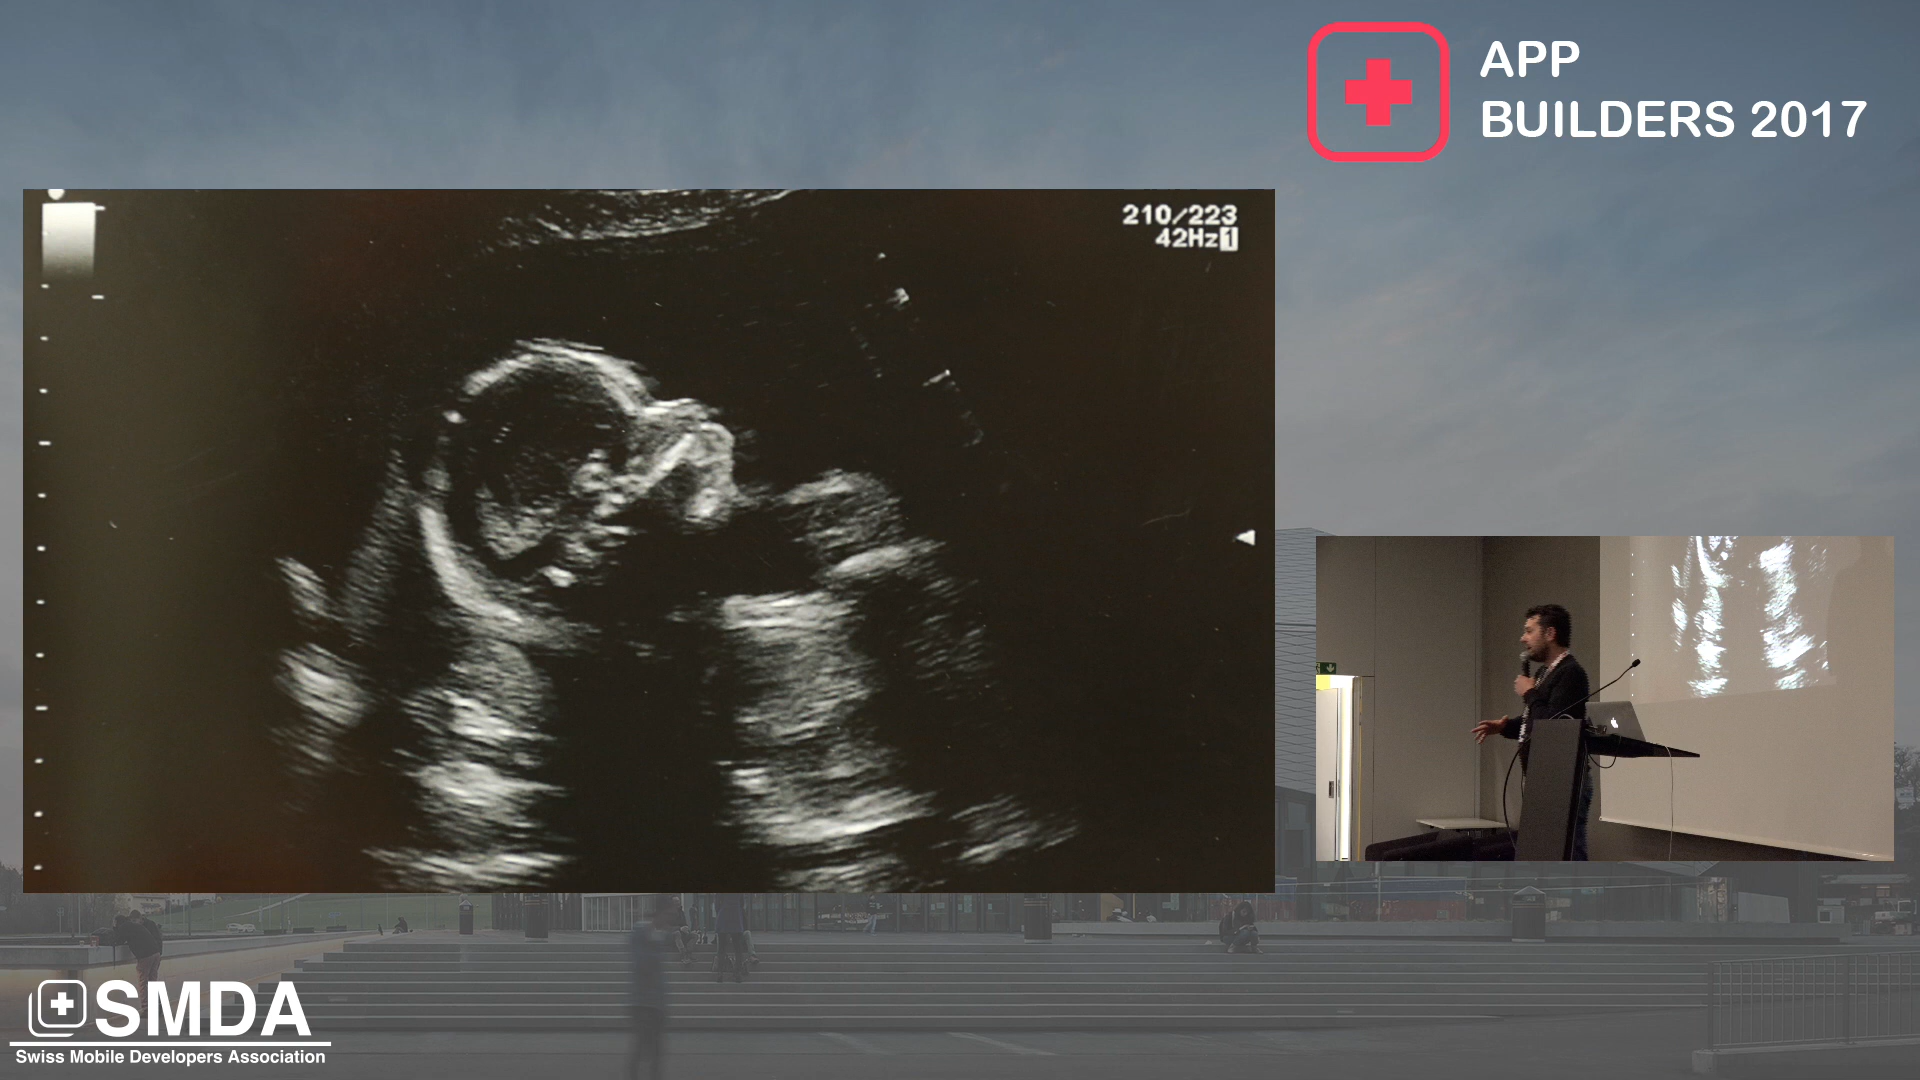 APP
BUILDERS 2017
210/223
42Hz1
SMDA
Swiss Mobile Developers Association